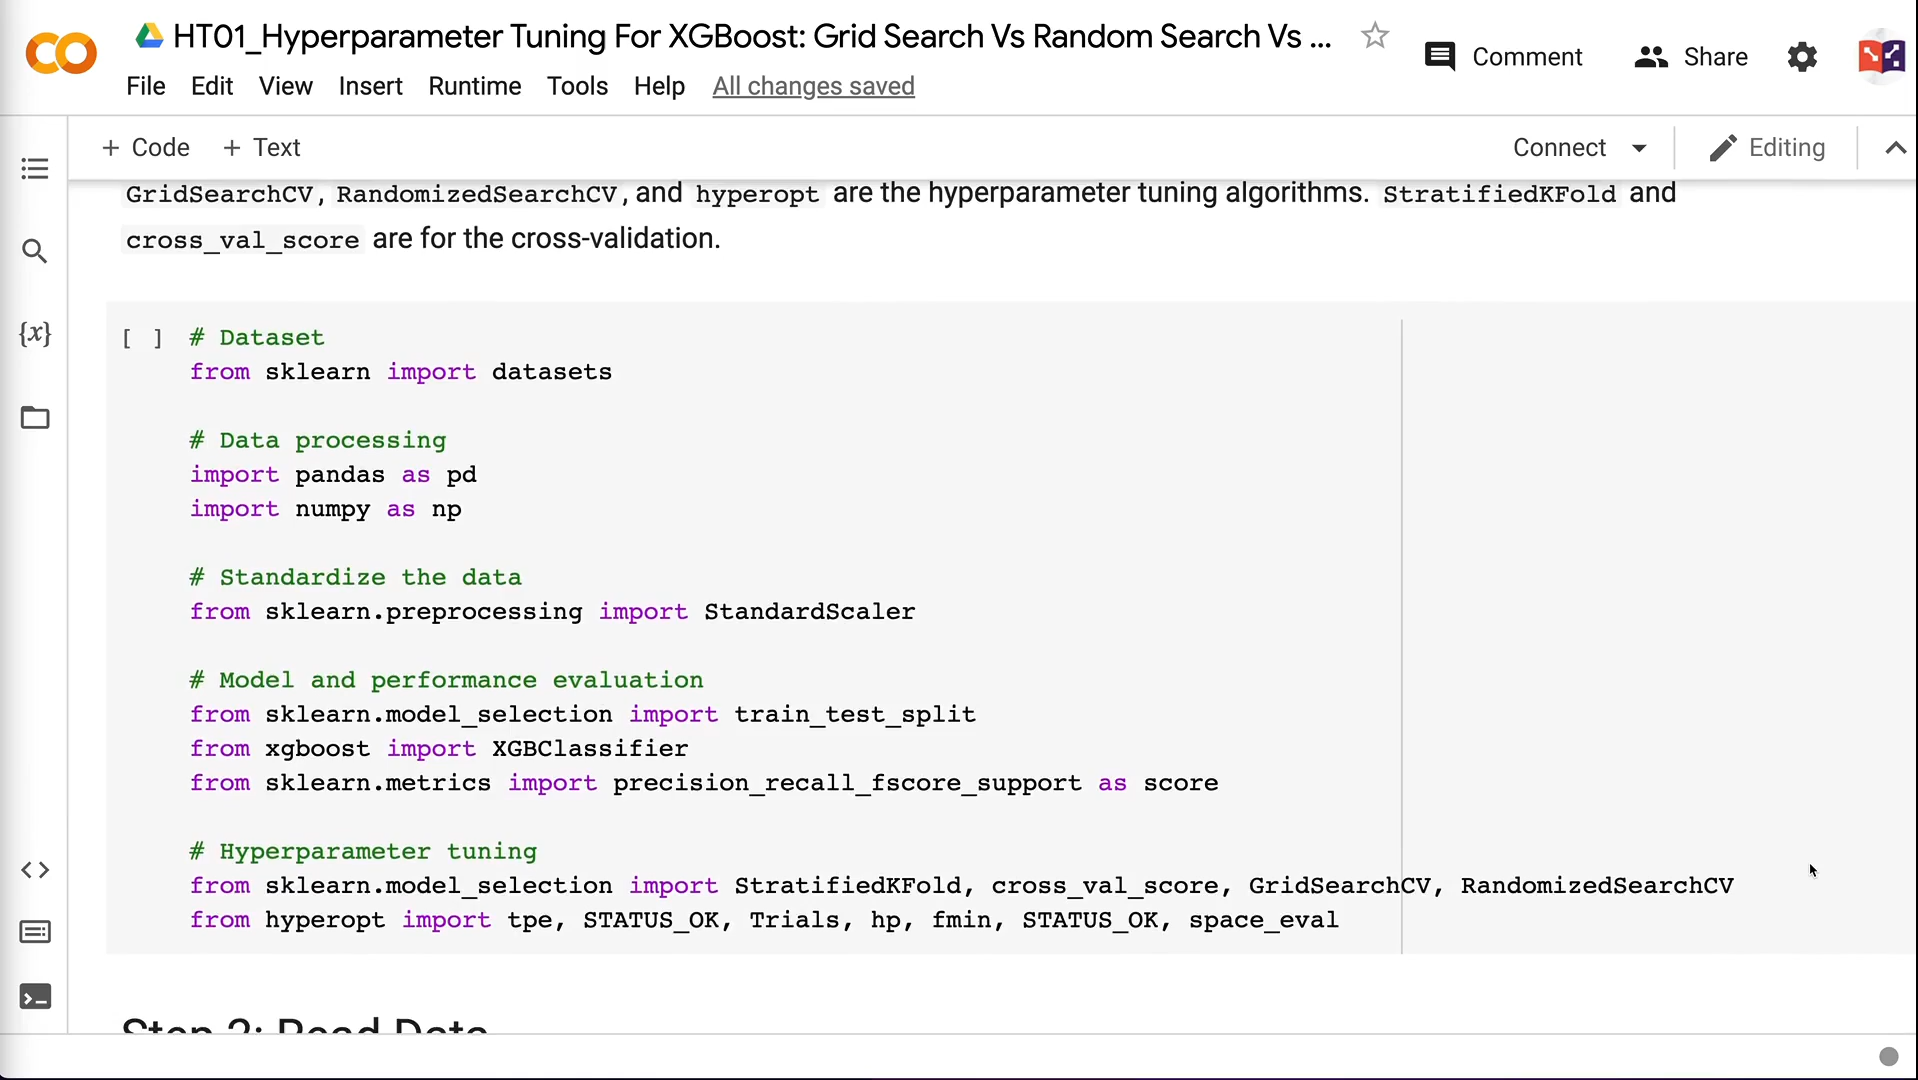 HT01_Hyperparameter Tuning For XGBoost: Grid Search Vs Random Search Vs ...
Comment
Share
File Edit View Insert Runtime Tools Help All changes saved
+ Code + Text
Connect
Editing
GridSearchCV, RandomizedSearchCV, and hyperopt are the hyperparameter tuning algorithms. StratifiedKFold and
cross_val_score are for the cross-validation.
[ ] # Dataset
from sklearn import datasets
# Data processing
import pandas as pd
import numpy as np
# Standardize the data
from sklearn.preprocessing import StandardScaler
# Model and performance evaluation
from sklearn.model_selection import train_test_split
from xgboost import XGBClassifier
from sklearn.metrics import precision_recall_fscore_support as score
# Hyperparameter tuning
from sklearn.model_selection import StratifiedKFold, cross_val_score, GridSearchCV, RandomizedSearchCV
from hyperopt import tpe, STATUS_OK, Trials, hp, fmin, STATUS_OK, space_eval
Step 2: Read Data